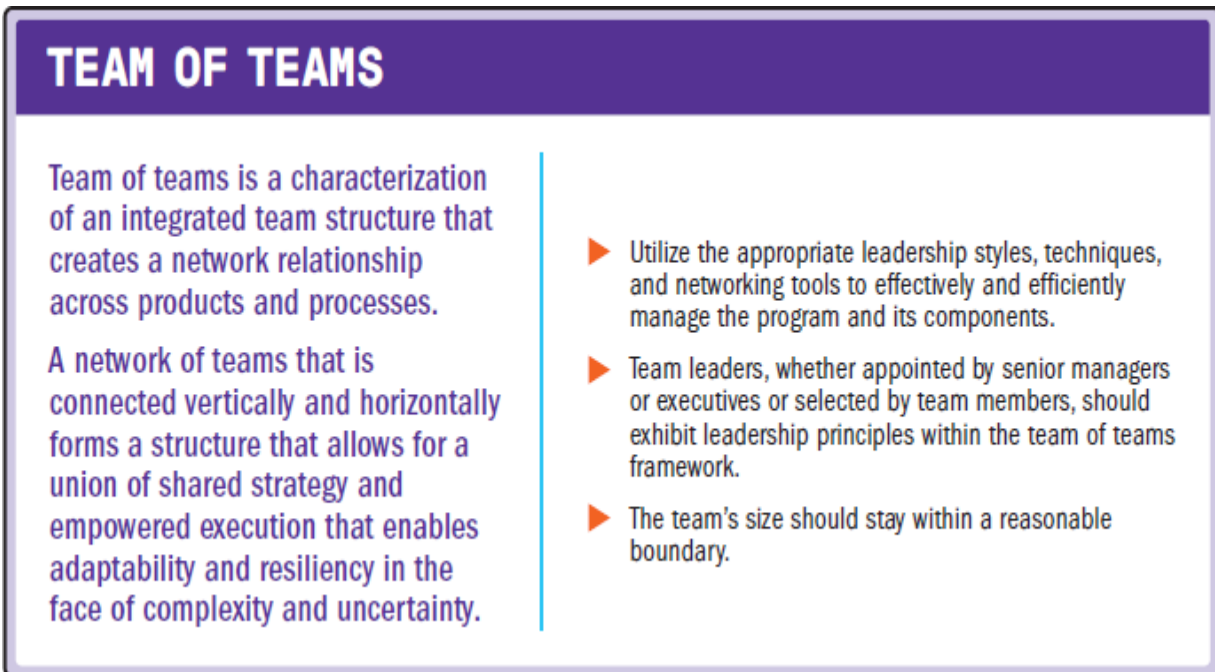 TEAM OF TEAMS
Team of teams is a characterization
of an integrated team structure that
creates a network relationship
across products and processes.
A network of teams that is
connected vertically and horizontally
forms a structure that allows for a
union of shared strategy and
empowered execution that enables
adaptability and resiliency in the
face of complexity and uncertainty.
Utilize the appropriate leadership styles, techniques,
and networking tools to effectively and efficiently
manage the program and its components.
Team leaders, whether appointed by senior managers
or executives or selected by team members, should
exhibit leadership principles within the team of teams
framework.
The team’s size should stay within a reasonable
boundary.